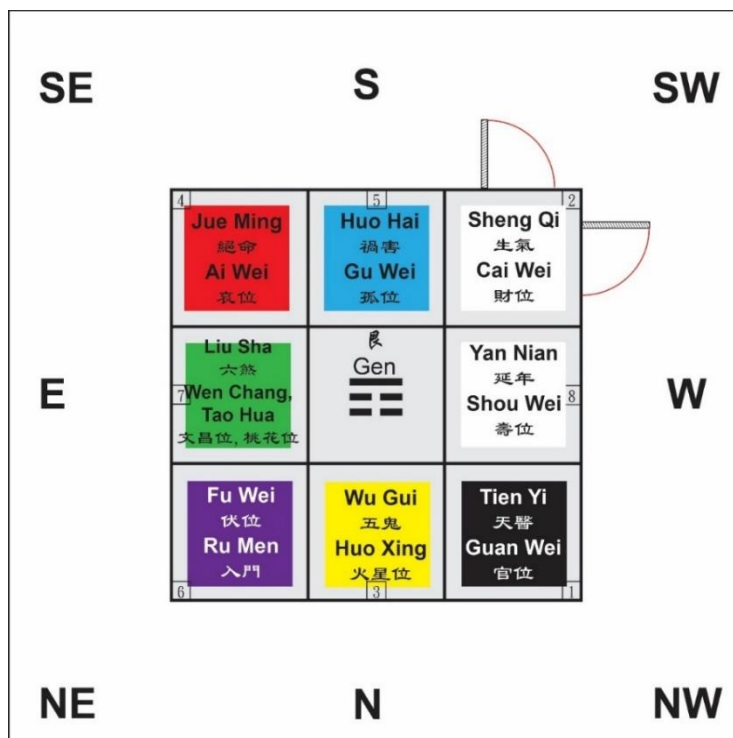 SE
S
SW
4
5
2
Jue Ming
絕命
Ai Wei
哀位
Huo Hai
禍害
Gu Wei
孤位
Sheng Qi
生氣
Cai Wei
財位
E
W
Liu Sha
六煞
Wen Chang,
Tao Hua
文昌位, 桃花位
7
艮
Gen
Yan Nian
延年
Shou Wei
壽位
8
Fu Wei
伏位
Ru Men
入門
6
Wu Gui
五鬼
Huo Xing
火星位
3
Tien Yi
天醫
Guan Wei
官位
1
NE
N
NW